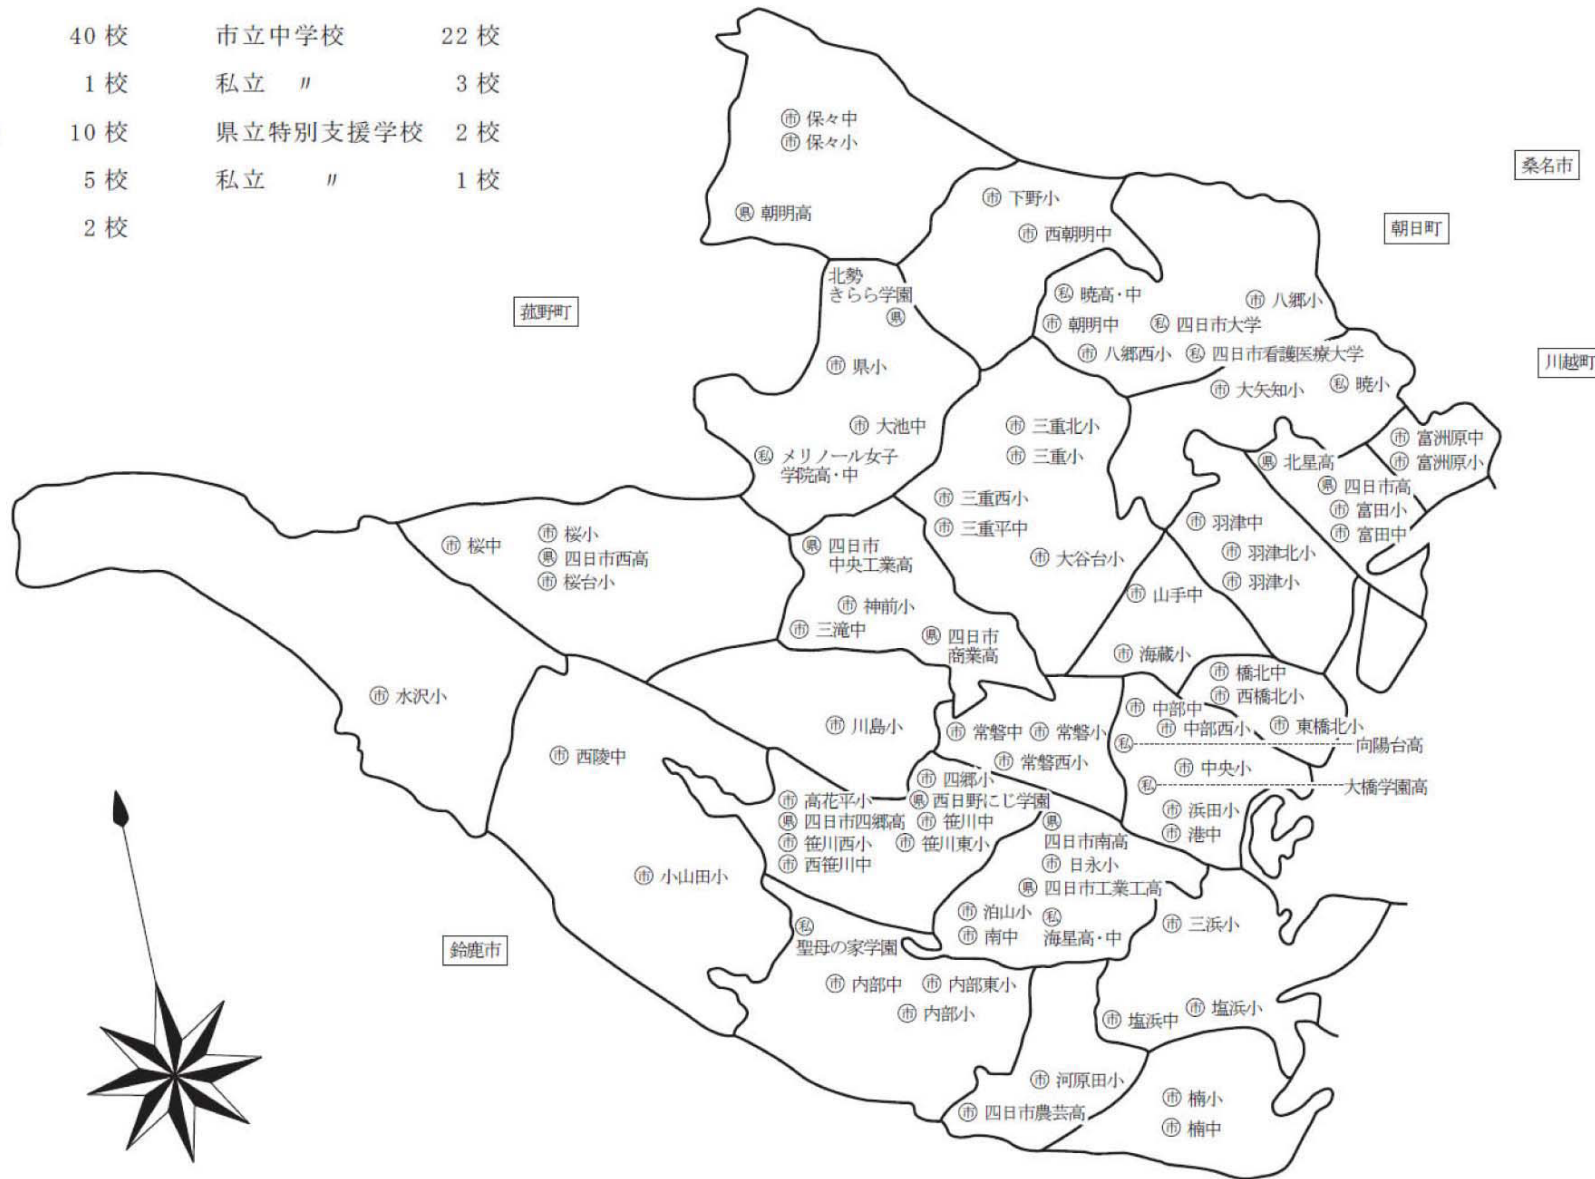 40 校 市立中学校 22 校
1 校 私立 〃 3 校
10 校 県立特別支援学校 2 校
5 校 私立 〃 1 校
2 校
桑名市
朝日町
川越町
菰野町
鈴鹿市
市 保々中
市 保々小
県 朝明高
市 下野小
市 西朝明中
北勢
きらら学園
県
私 暁高・中
市 八郷小
市 朝明中
私 四日市大学
市 八郷西小
私 四日市看護医療大学
市 県小
市 大矢知小
私 暁小
市 大池中
市 三重北小
市 三重小
市 富洲原中
市 富洲原小
私 メリノール女子
学院高・中
県 北星高
県 四日市高
市 富田小
市 富田中
市 三重西小
市 三重平中
市 大谷台小
市 羽津中
市 羽津北小
市 羽津小
市 桜中
市 桜小
県 四日市西高
市 桜台小
県 四日市
中央工業高
市 神前小
市 三滝中
県 四日市
商業高
市 山手中
市 海蔵小
市 橋北中
市 西橋北小
市 東橋北小
市 水沢小
市 川島小
市 常磐中
市 常磐小
市 常磐西小
市 中部中
市 中部西小
私 向陽台高
市 中央小
私 大橋学園高
市 浜田小
市 港中
市 西陵中
市 四郷小
市 高花平小
県 西日野にじ学園
県 四日市四郷高
市 笹川中
市 笹川西小
市 笹川東小
市 西笹川中
県
四日市南高
市 日永小
県 四日市工業工高
市 泊山小
私
海星高・中
市 南中
市 小山田小
私
聖母の家学園
市 三浜小
市 内部中
市 内部東小
市 内部小
市 塩浜中
市 塩浜小
市 河原田小
市 四日市農芸高
市 楠小
市 楠中